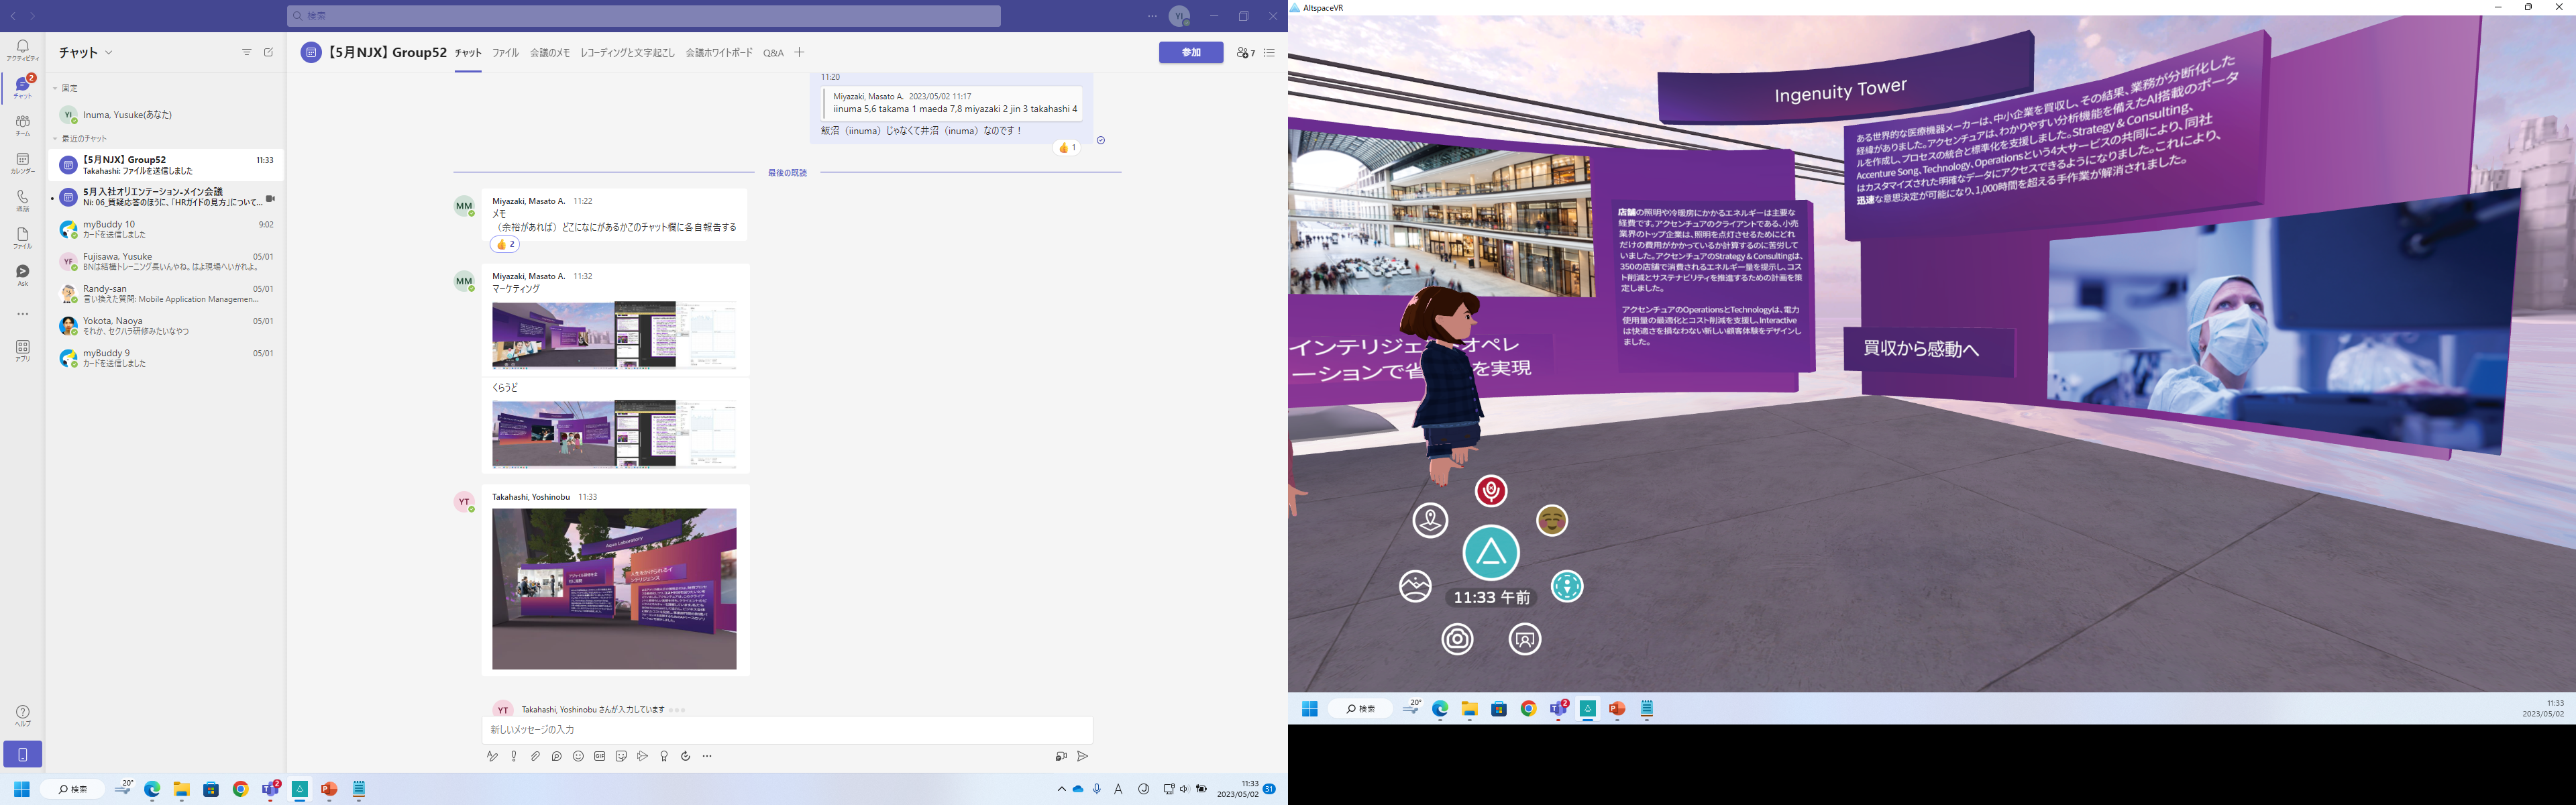 検索
YI
アクティビティ
2
チャット
チーム
カレンダー
通話
ファイル
Ask
アプリ
ヘルプ
チャット
固定
YI
Inuma, Yusuke(あなた)
最近のチャット
【5月NJX】 Group52
11:33
Takahashi: ファイルを送信しました
5月入社オリエンテーション-メイン会議
Ni: 06_質疑応答のほうに、「HRガイドの見方」について...
myBuddy 10
9:02
カードを送信しました
YF
Fujisawa, Yusuke
05/01
BNは結構トレーニング長いんやね。はよ現場へいかれよ。
Randy-san
05/01
言い換えた質問: Mobile Application Managemen...
Yokota, Naoya
05/01
それか、セクハラ研修みたいなやつ
myBuddy 9
05/01
カードを送信しました
【5月NJX】 Group52
チャット
ファイル
会議のメモ
レコーディングと文字起こし
会議ホワイトボード
Q&A
参加
7
11:20
Miyazaki, Masato A. 2023/05/02 11:17
iinuma 5,6 takama 1 maeda 7,8 miyazaki 2 jin 3 takahashi 4
飯沼（iinuma）じゃなくて井沼（inuma）なのです！
1
最後の既読
MM
Miyazaki, Masato A. 11:22
メモ
（余裕があれば）どこになにがあるかこのチャット欄に各自報告する
2
MM
Miyazaki, Masato A. 11:32
マーケティング
くらうど
YT
Takahashi, Yoshinobu 11:33
Aqua Laboratory
YT
Takahashi, Yoshinobu さんが入力しています
新しいメッセージの入力
GIF
検索
20°
2
A
11:33
2023/05/02
31
AltspaceVR
Ingenuity Tower
ある世界的な医療機器メーカーは、中小企業を買収し、その結果、業務が分断化した
経緯がありました。アクセンチュアは、わかりやすい分析機能を備えたAI搭載のポータ
ルを作成し、プロセスの統合と標準化を支援しました。Strategy & Consulting、
Accenture Song、Technology、Operationsという4大サービスの共同により、同社
はカスタマイズされた明確なデータにアクセスできるようになりました。これにより、
迅速な意思決定が可能になり、1,000時間を超える手作業が解消されました。
店舗の照明や冷暖房にかかるエネルギーは主要な
経費です。アクセンチュアのクライアントである、小売
業界のトップ企業は、照明を点灯させるためにどれ
だけの費用がかかっているか計算するのに苦労して
いました。アクセンチュアのStrategy & Consultingは、
350の店舗で消費されるエネルギー量を提示し、コス
ト削減とサステナビリティを推進するための計画を策
定しました。
アクセンチュアのOperationsとTechnologyは、電力
使用量の最適化とコスト削減を支援し、Interactive
は快適さを損なわない新しい顧客体験をデザインし
ました。
インテリジェ オペレ
ーションで省 を実現
買収から感動へ
11:33 午前
検索
20°
2
11:33
2023/05/02